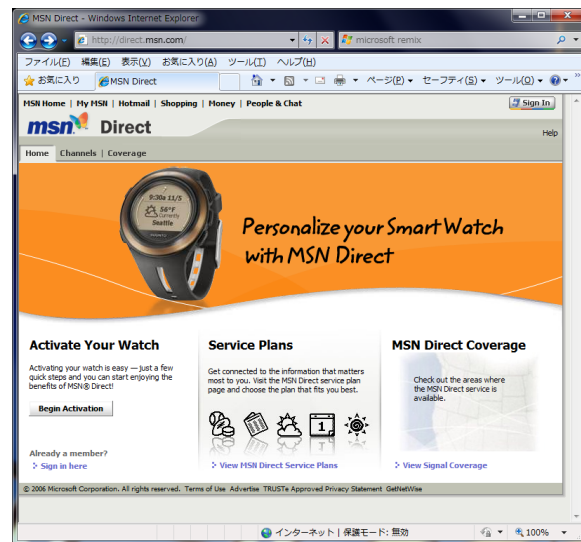 MSN Direct - Windows Internet Explorer
http://direct.msn.com/ microsoft remix
ファイル(F) 編集(E) 表示(V) お気に入り(A) ツール(T) ヘルプ(H)
お気に入り MSN Direct ページ(P) セーフティ(S) ツール(O) »
MSN Home | My MSN | Hotmail | Shopping | Money | People & Chat Sign In
msn Direct
Help
Home Channels | Coverage
9:30a 11/5
56°F
Currently
Seattle
SUUNTO
Personalize your Smart Watch
with MSN Direct
Activate Your Watch
Activating your watch is easy — just a few
quick steps and you can start enjoying the
benefits of MSN® Direct!
Begin Activation
Already a member?
Sign in here
Service Plans
Get connected to the information that matters
most to you. Visit the MSN Direct service plan
page and choose the plan that fits you best.
1
View MSN Direct Service Plans
MSN Direct Coverage
Check out the areas where
the MSN Direct service is
available.
View Signal Coverage
© 2006 Microsoft Corporation. All rights reserved. Terms of Use Advertise TRUSTe Approved Privacy Statement GetNetWise
インターネット | 保護モード: 無効 100%